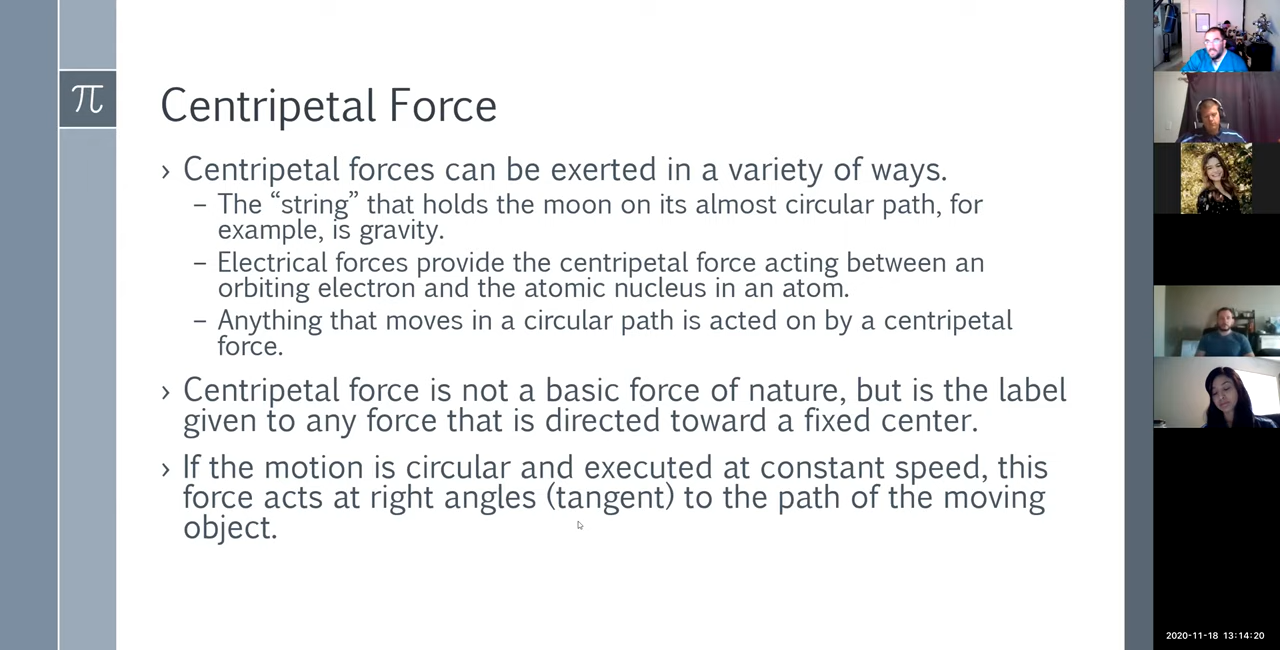 π
Centripetal Force
› Centripetal forces can be exerted in a variety of ways.
– The “string” that holds the moon on its almost circular path, for
example, is gravity.
– Electrical forces provide the centripetal force acting between an
orbiting electron and the atomic nucleus in an atom.
– Anything that moves in a circular path is acted on by a centripetal
force.
› Centripetal force is not a basic force of nature, but is the label
given to any force that is directed toward a fixed center.
› If the motion is circular and executed at constant speed, this
force acts at right angles (tangent) to the path of the moving
object.
2020-11-18 13:14:20